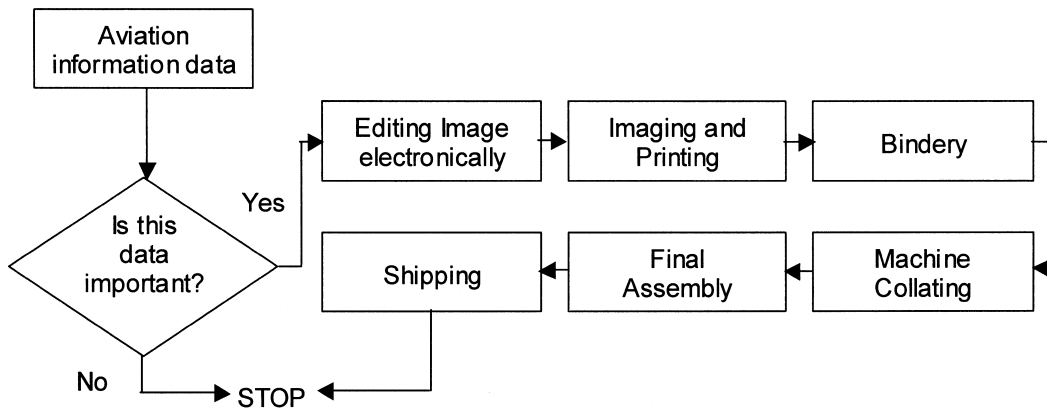 Aviation
information data
Is this
data
important?
Yes
No
Editing Image
electronically
Imaging and
Printing
Bindery
Machine
Collating
Final
Assembly
Shipping
STOP